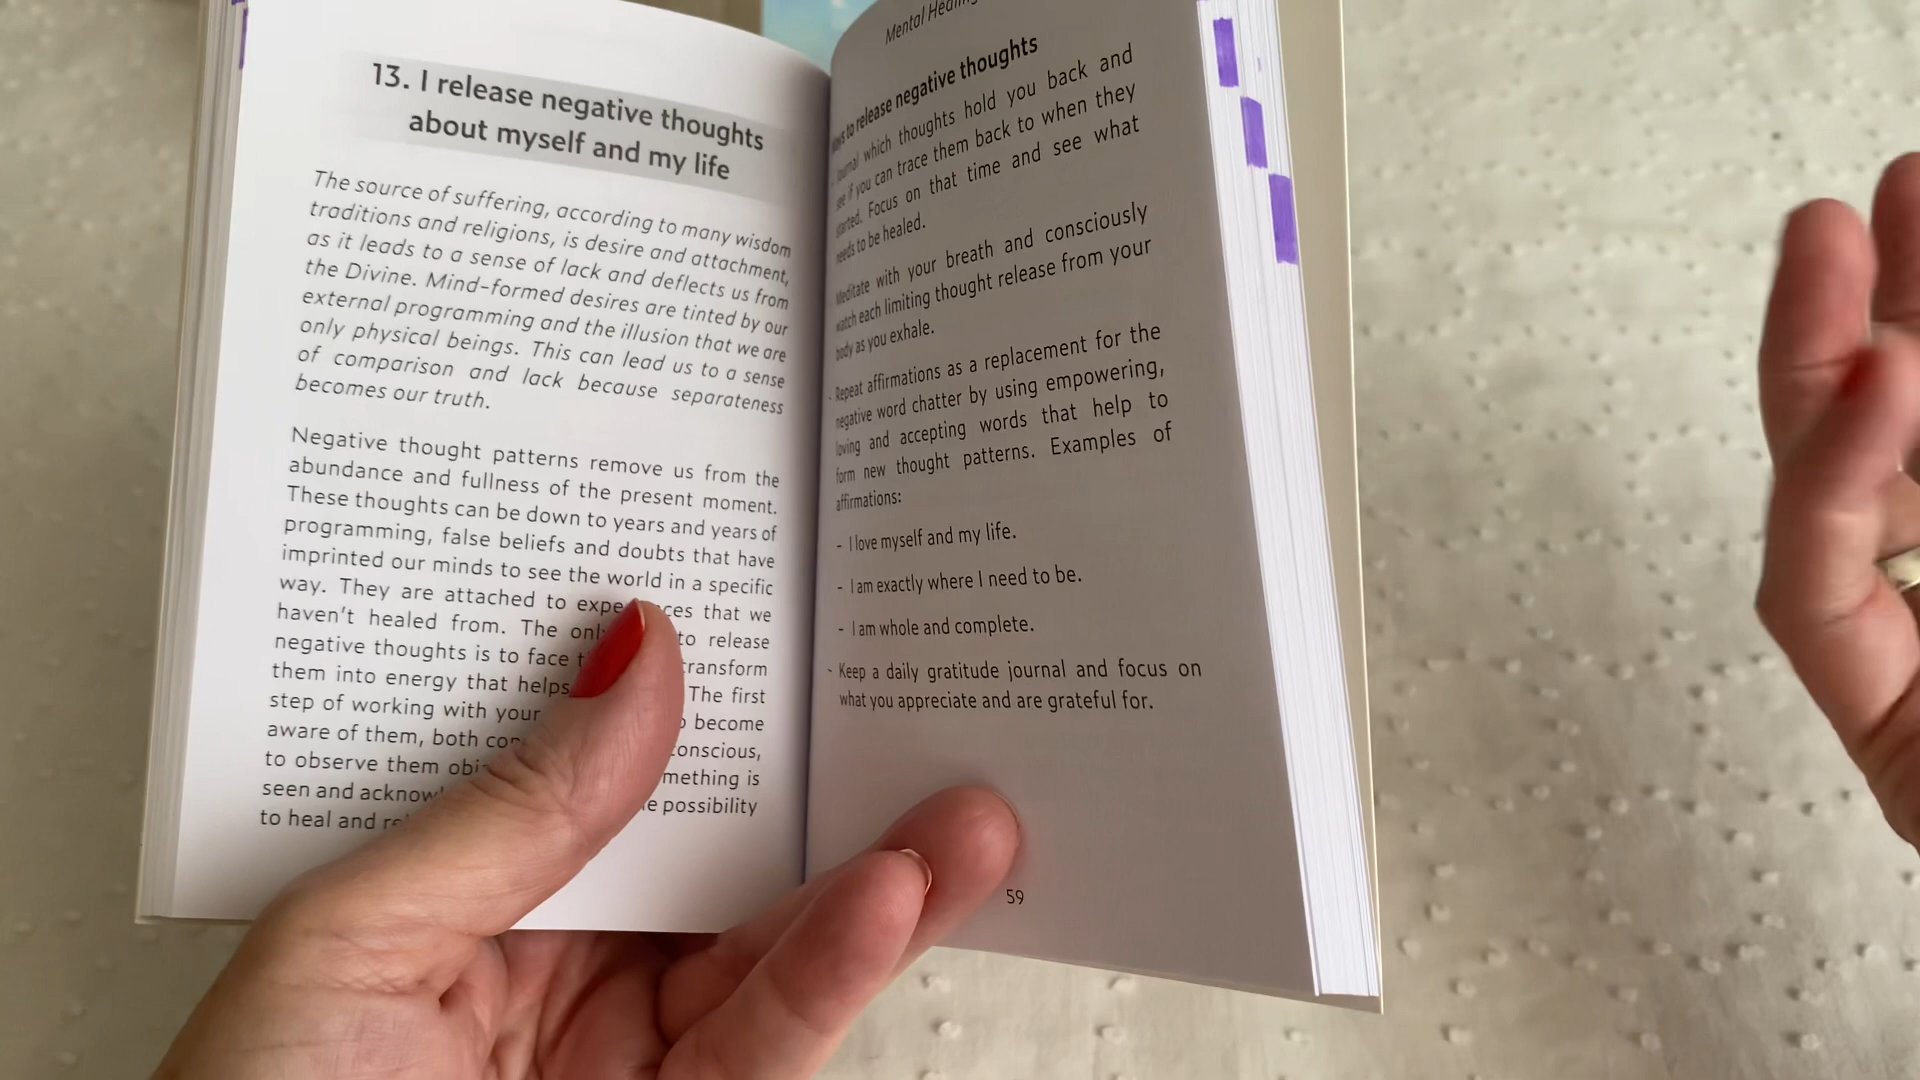 13. I release negative thoughts
about myself and my life
The source of suffering, according to many wisdom
traditions and religions, is desire and attachment,
as it leads to a sense of lack and deflects us from
the Divine. Mind-formed desires are tinted by our
external programming and the illusion that we are
only physical beings. This can lead us to a sense
of comparison and lack because separateness
becomes our truth.
Negative thought patterns remove us from the
abundance and fullness of the present moment.
These thoughts can be down to years and years of
programming, false beliefs and doubts that have
imprinted our minds to see the world in a specific
way. They are attached to that we
haven't healed from. The to release
negative thoughts is to face transform
them into energy that helps The first
step of working with your become
aware of them, both
to observe them is
seen and possibility
to heal and
Mental Healing
to release negative thoughts
Journal which thoughts hold you back and
see if you can trace them back to when they
started. Focus on that time and see what
needs to be healed.
Meditate with your breath and consciously
watch each limiting thought release from your
body as you exhale.
- Repeat affirmations as a replacement for the
negative word chatter by using empowering,
loving and accepting words that help to
form new thought patterns. Examples of
affirmations:
- I love myself and my life.
- I am exactly where I need to be.
- I am whole and complete.
- Keep a daily gratitude journal and focus on
what you appreciate and are grateful for.
59